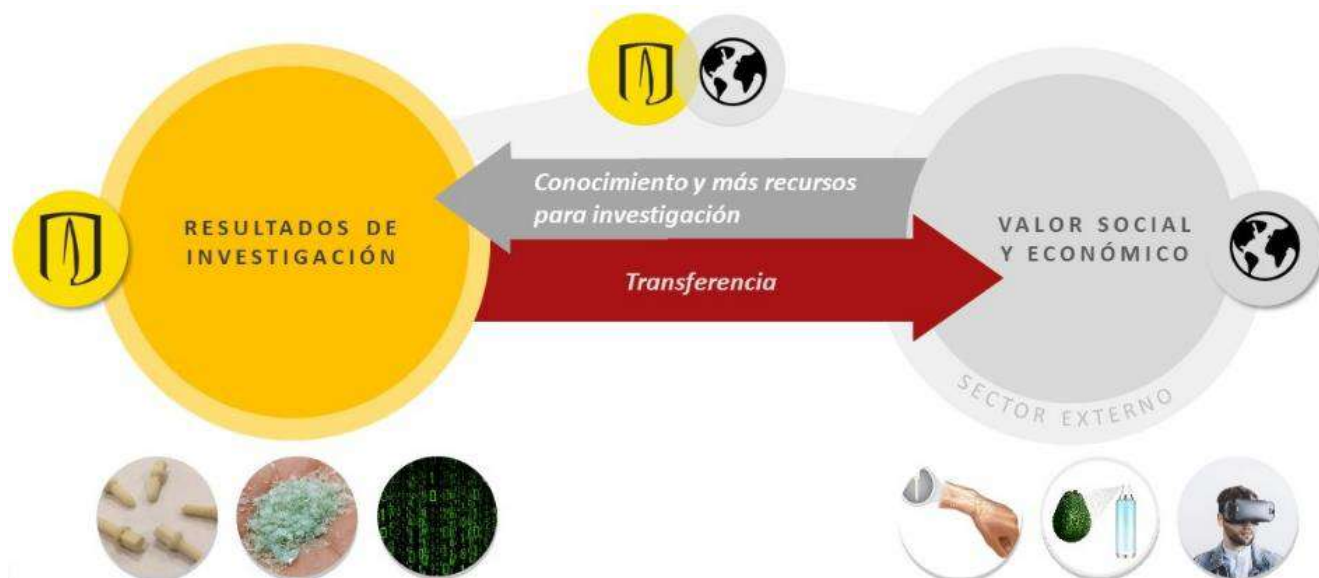 RESULTADOS DE
INVESTIGACIÓN
Conocimiento y más recursos
para investigación
Transferencia
VALOR SOCIAL
Y ECONÓMICO
SECTOR EXTERNO